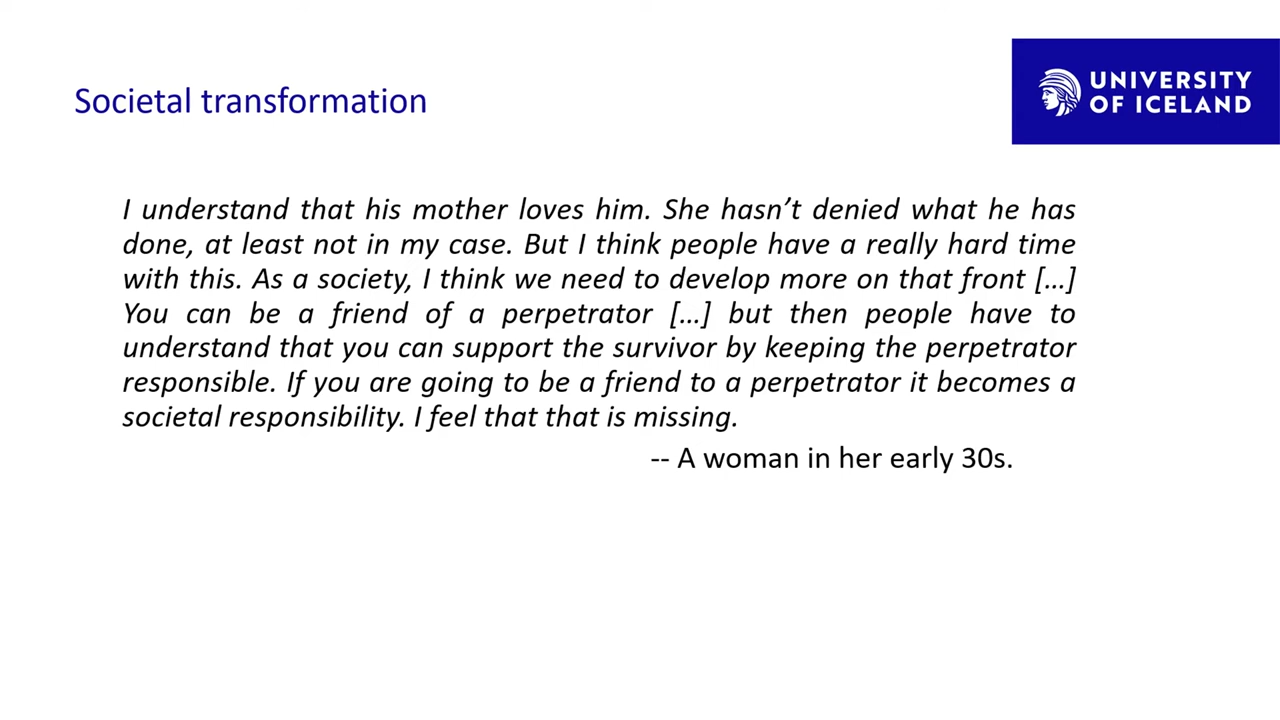 Societal transformation
UNIVERSITY
OF ICELAND
I understand that his mother loves him. She hasn’t denied what he has
done, at least not in my case. But I think people have a really hard time
with this. As a society, I think we need to develop more on that front […]
You can be a friend of a perpetrator […] but then people have to
understand that you can support the survivor by keeping the perpetrator
responsible. If you are going to be a friend to a perpetrator it becomes a
societal responsibility. I feel that that is missing.
-- A woman in her early 30s.